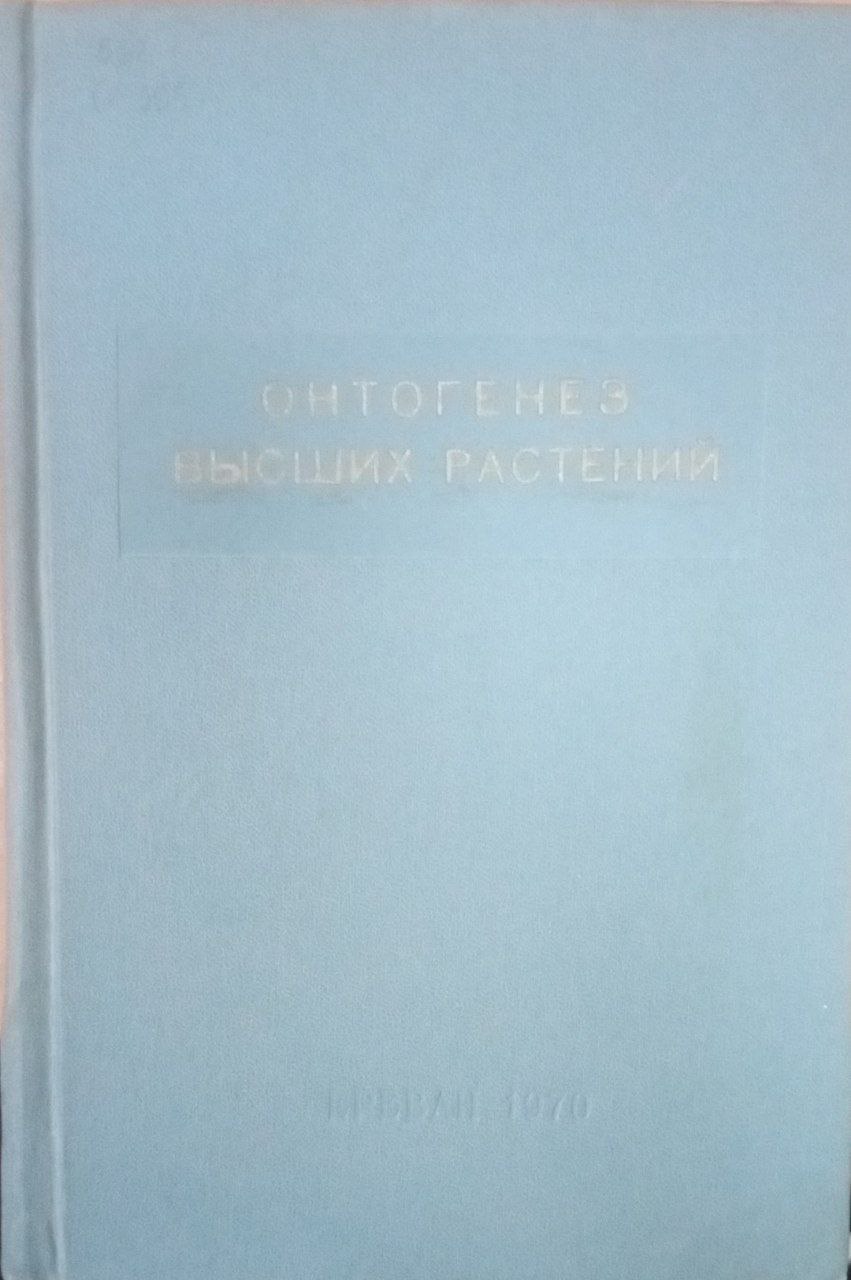 ОНТОГЕНЕЗ
ВЫСШИХ РАСТЕНИЙ
ЕРЕВАН, 1970